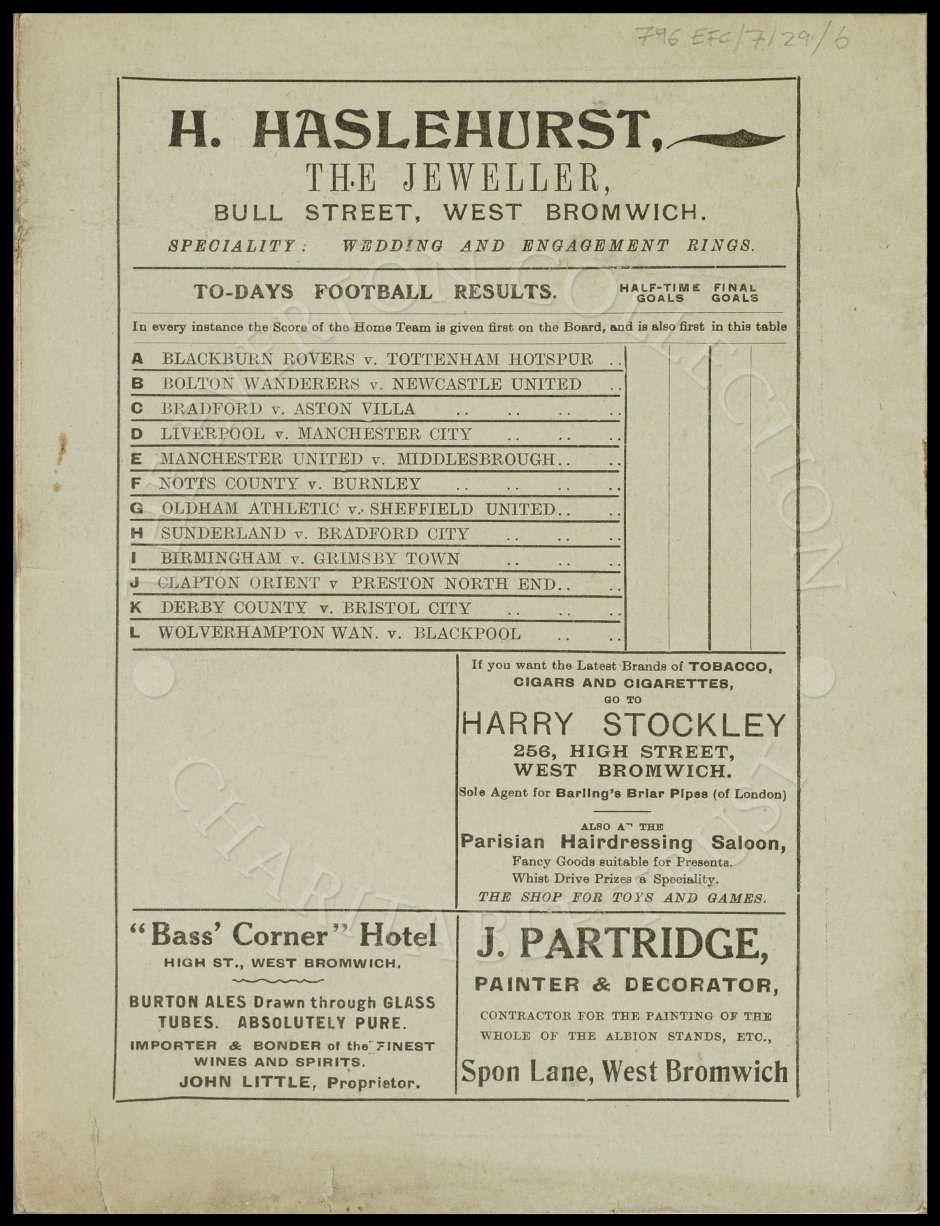 796 EFC/7/29/6
H. HASLEHURST,
THE JEWELLER,
BULL STREET, WEST BROMWICH.
SPECIALITY: WEDDING AND ENGAGEMENT RINGS.
TO-DAYS FOOTBALL RESULTS. HALF-TIME GOALS FINAL GOALS
In every instance the Score of the Home Team is given first on the Board, and is also first in this table
A BLACKBURN ROVERS v. TOTTENHAM HOTSPUR ..
B BOLTON WANDERERS v. NEWCASTLE UNITED ..
C BRADFORD v. ASTON VILLA .. .. .. ..
D LIVERPOOL v. MANCHESTER CITY .. .. ..
E MANCHESTER UNITED v. MIDDLESBROUGH.. ..
F NOTTS COUNTY v. BURNLEY .. .. .. ..
G OLDHAM ATHLETIC v. SHEFFIELD UNITED.. ..
H SUNDERLAND v. BRADFORD CITY .. .. ..
I BIRMINGHAM v. GRIMSBY TOWN .. .. ..
J CLAPTON ORIENT v PRESTON NORTH END.. ..
K DERBY COUNTY v. BRISTOL CITY .. .. ..
L WOLVERHAMPTON WAN. v. BLACKPOOL .. ..
If you want the Latest Brands of TOBACCO,
CIGARS AND CIGARETTES,
GO TO
HARRY STOCKLEY
256, HIGH STREET,
WEST BROMWICH.
Sole Agent for Barling's Briar Pipes (of London)
ALSO AT THE
Parisian Hairdressing Saloon,
Fancy Goods suitable for Presents.
Whist Drive Prizes a Speciality.
THE SHOP FOR TOYS AND GAMES.
"Bass' Corner" Hotel
HIGH ST., WEST BROMWICH.
BURTON ALES Drawn through GLASS
TUBES. ABSOLUTELY PURE.
IMPORTER & BONDER of the FINEST
WINES AND SPIRITS.
JOHN LITTLE, Proprietor.
J. PARTRIDGE,
PAINTER & DECORATOR,
CONTRACTOR FOR THE PAINTING OF THE
WHOLE OF THE ALBION STANDS, ETC.,
Spon Lane, West Bromwich